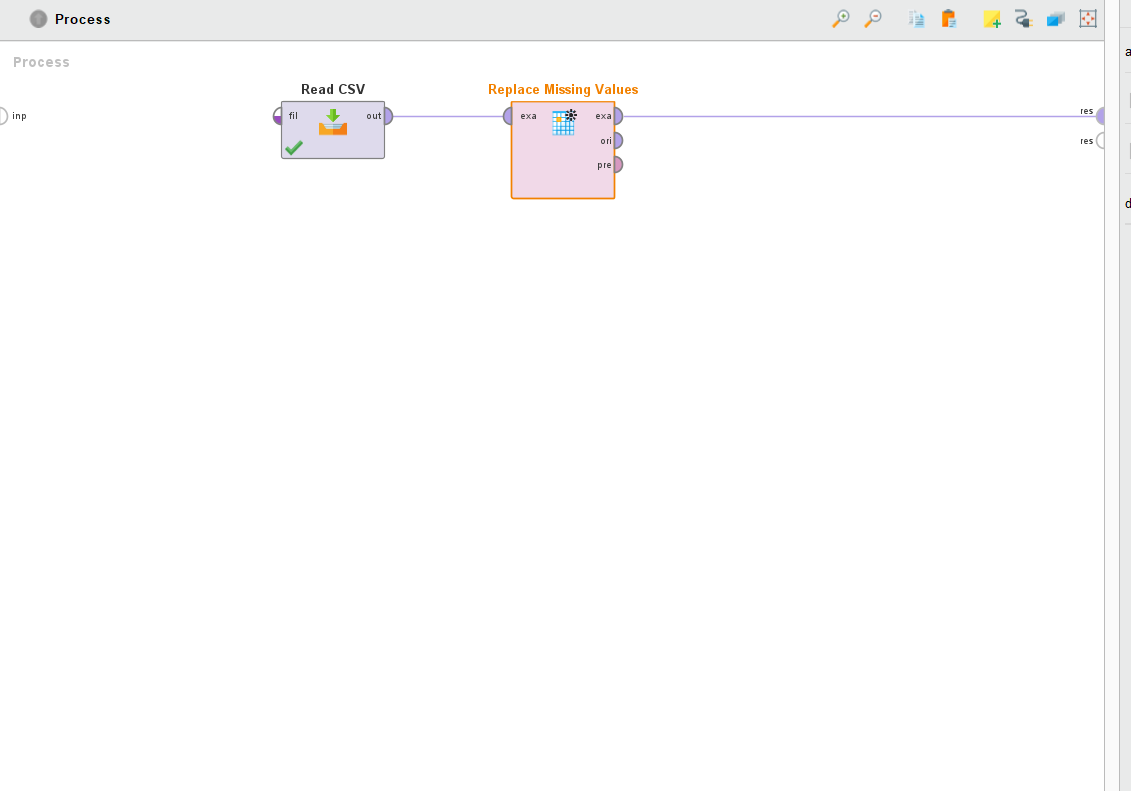 Process
Process
Read CSV
Replace Missing Values
inp
fil
out
exa
exa
ori
pre
res
res
a
d